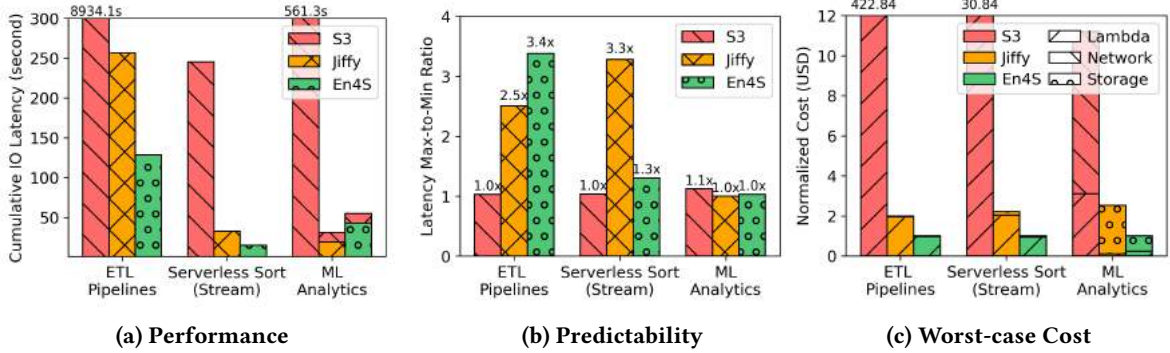 8934.1s
561.3s
Cumulative IO Latency (second)
300
250
200
150
100
50
S3
Jiffy
En4S
ETL
Pipelines
Serverless Sort
(Stream)
ML
Analytics
(a) Performance
Latency Max-to-Min Ratio
4
3
2
1
0
1.0x
2.5x
3.4x
1.0x
3.3x
1.3x
1.1x
1.0x
1.0x
S3
Jiffy
En4S
ETL
Pipelines
Serverless Sort
(Stream)
ML
Analytics
(b) Predictability
422.84
30.84
Normalized Cost (USD)
12
10
8
6
4
2
0
S3
Jiffy
En4S
Lambda
Network
Storage
ETL
Pipelines
Serverless Sort
(Stream)
ML
Analytics
(c) Worst-case Cost